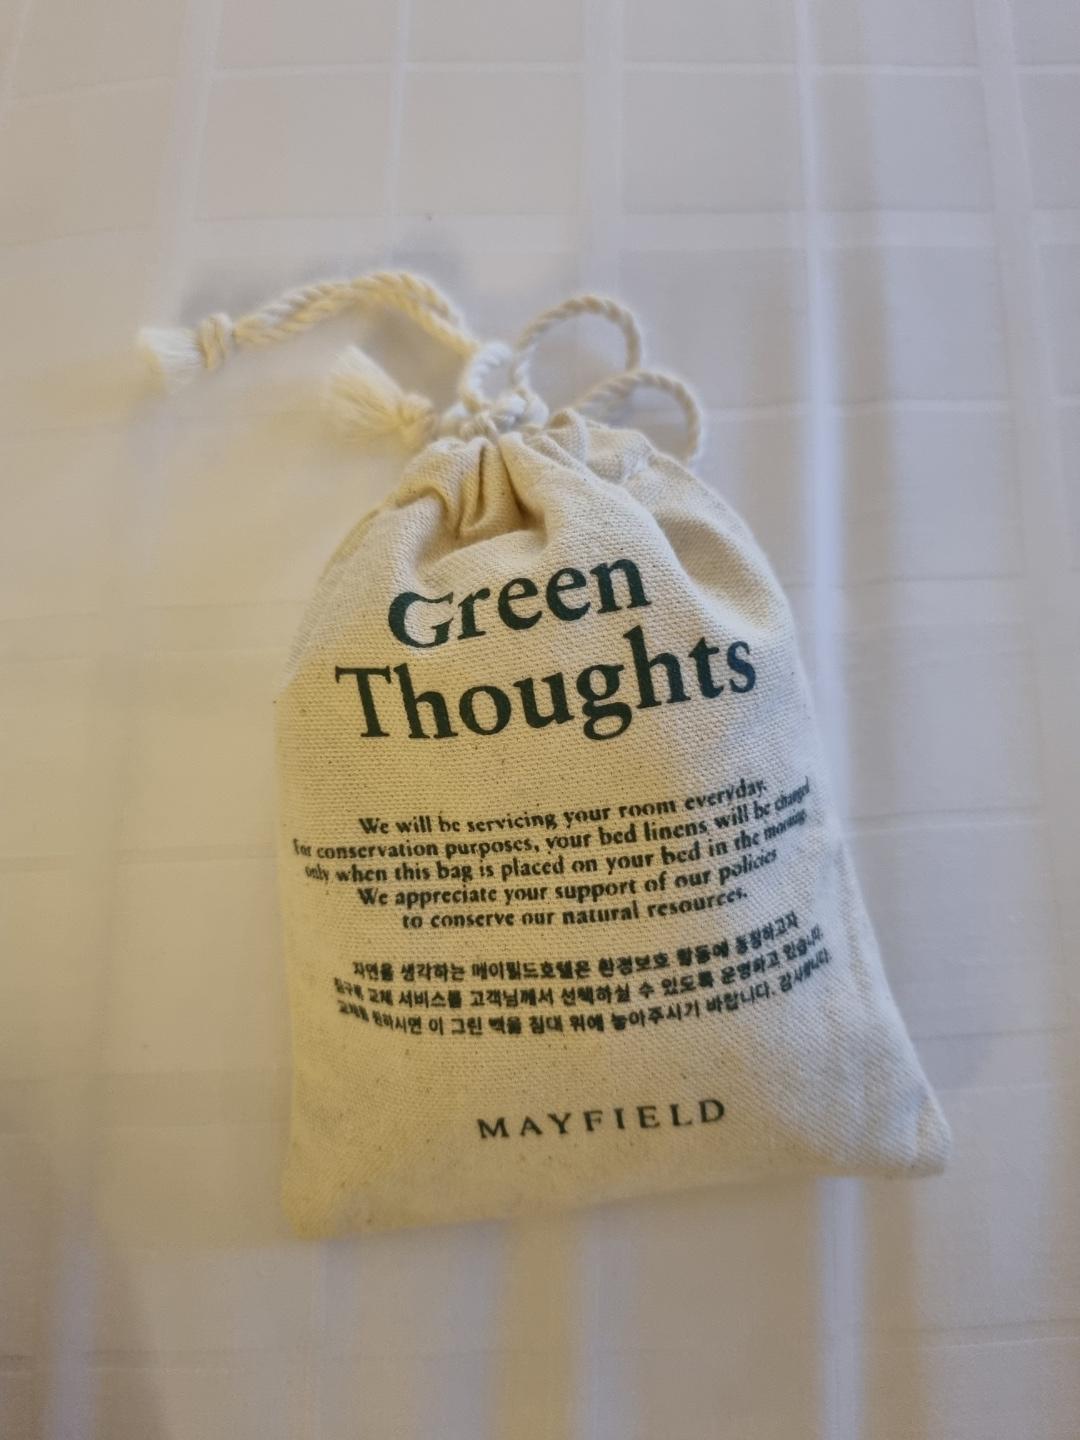 Green
Thoughts
We will be servicing your room everyday.
For conservation purposes, your bed linens will be changed
only when this bag is placed on your bed in the morning.
We appreciate your support of our policies
to conserve our natural resources.
자연을 생각하는 메이필드호텔은 환경보호 활동에 동참하고자
침구류 교체 서비스를 고객님께서 선택하실 수 있도록 운영하고 있습니다.
교체를 원하시면 이 그린 백을 침대 위에 놓아주시기 바랍니다. 감사합니다.
MAYFIELD